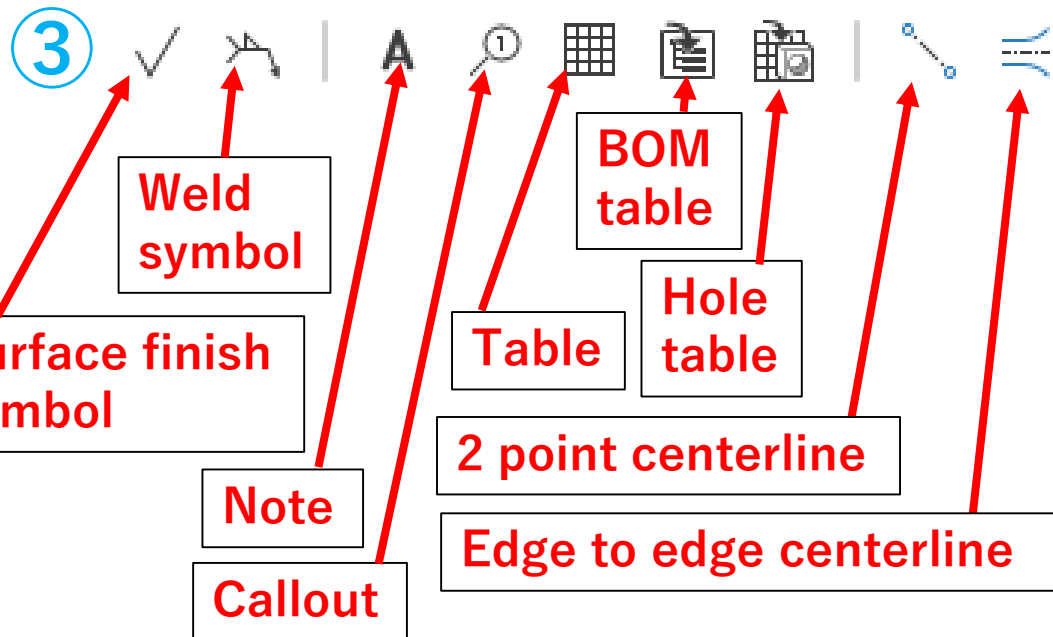 ③
A
1
BOM
table
Weld
symbol
Hole
table
urface finish
mbol
Table
2 point centerline
Note
Edge to edge centerline
Callout